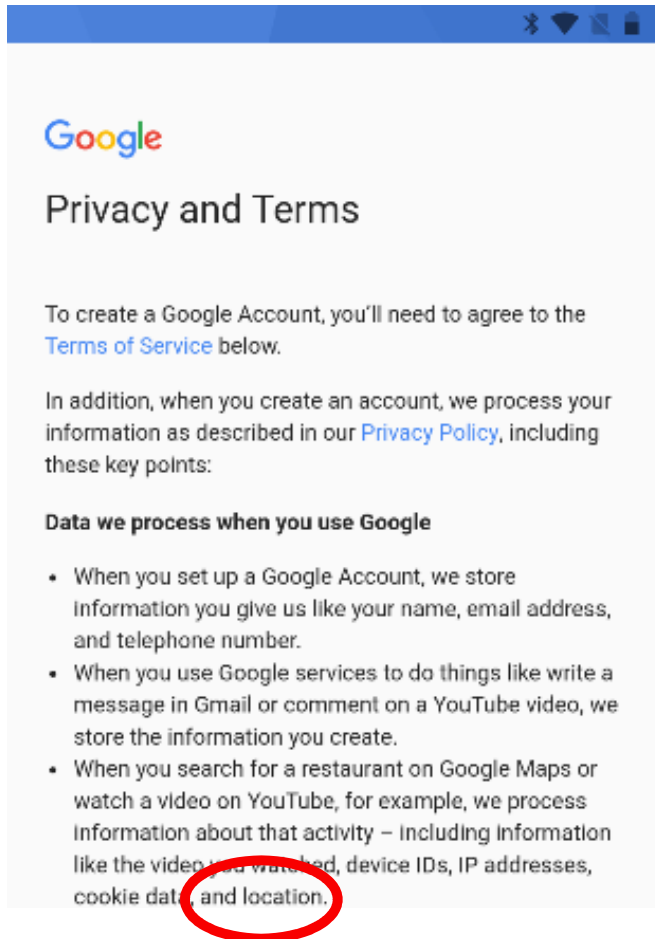 Google
Privacy and Terms
To create a Google Account, you'll need to agree to the
Terms of Service below.
In addition, when you create an account, we process your
information as described in our Privacy Policy, including
these key points:
Data we process when you use Google
• When you set up a Google Account, we store
information you give us like your name, email address,
and telephone number.
• When you use Google services to do things like write a
message in Gmail or comment on a YouTube video, we
store the information you create.
• When you search for a restaurant on Google Maps or
watch a video on YouTube, for example, we process
information about that activity – including information
like the video you watched, device IDs, IP addresses,
cookie data, and location.